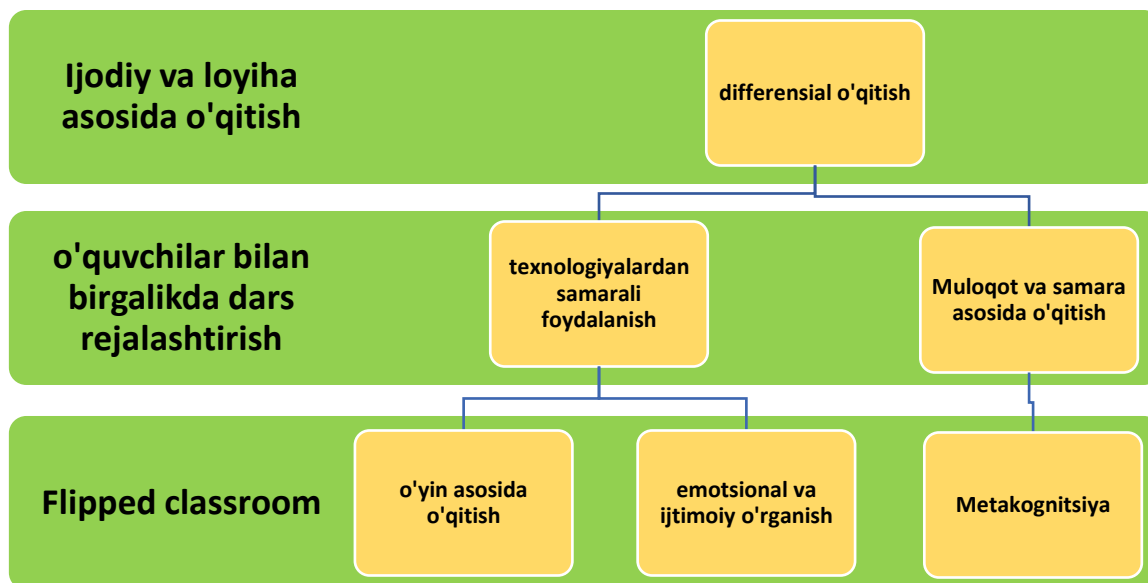 Ijodiy va loyiha
asosida o'qitish
differensial o'qitish
o'quvchilar bilan
birgalikda dars
rejalashtirish
texnologiyalardan
samarali
foydalanish
Muloqot va samara
asosida o'qitish
Flipped classroom
o'yin asosida
o'qitish
emotsional va
ijtimoiy o'rganish
Metakognitsiya